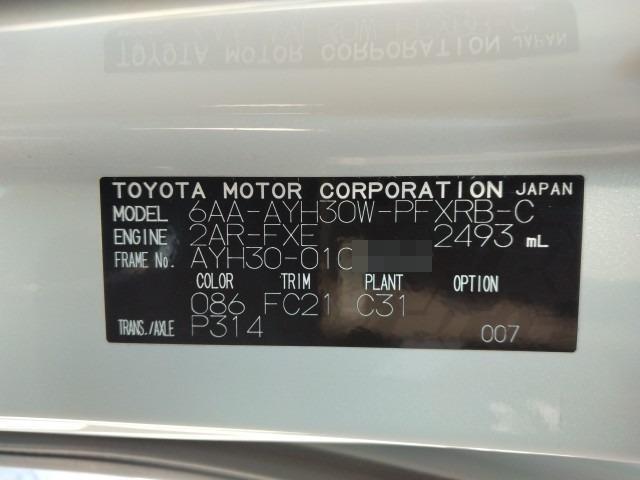 TOYOTA MOTOR CORPORATION JAPAN
MODEL 6AA-AYH30W-PFXRB-C
ENGINE 2AR-FXE 2493 mL
FRAME No. AYH30-010
COLOR TRIM PLANT OPTION
086 FC21 C31
TRANS./AXLE P314 007